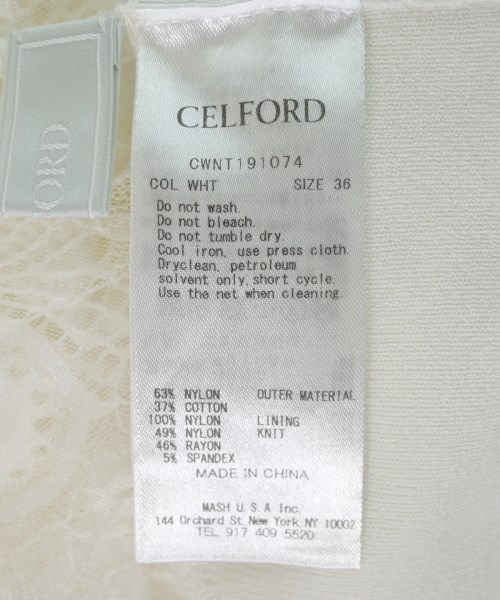 ORD
CELFORD
CWNT191074
COL WHT SIZE 36
Do not wash.
Do not bleach.
Do not tumble dry.
Cool iron, use press cloth.
Dryclean, petroleum
solvent only, short cycle.
Use the net when cleaning.
63% NYLON OUTER MATERIAL
37% COTTON
100% NYLON LINING
49% NYLON KNIT
46% RAYON
5% SPANDEX
MADE IN CHINA
MASH U.S.A Inc.
144 Orchard St. New York, NY 10002
TEL 917 409 5520